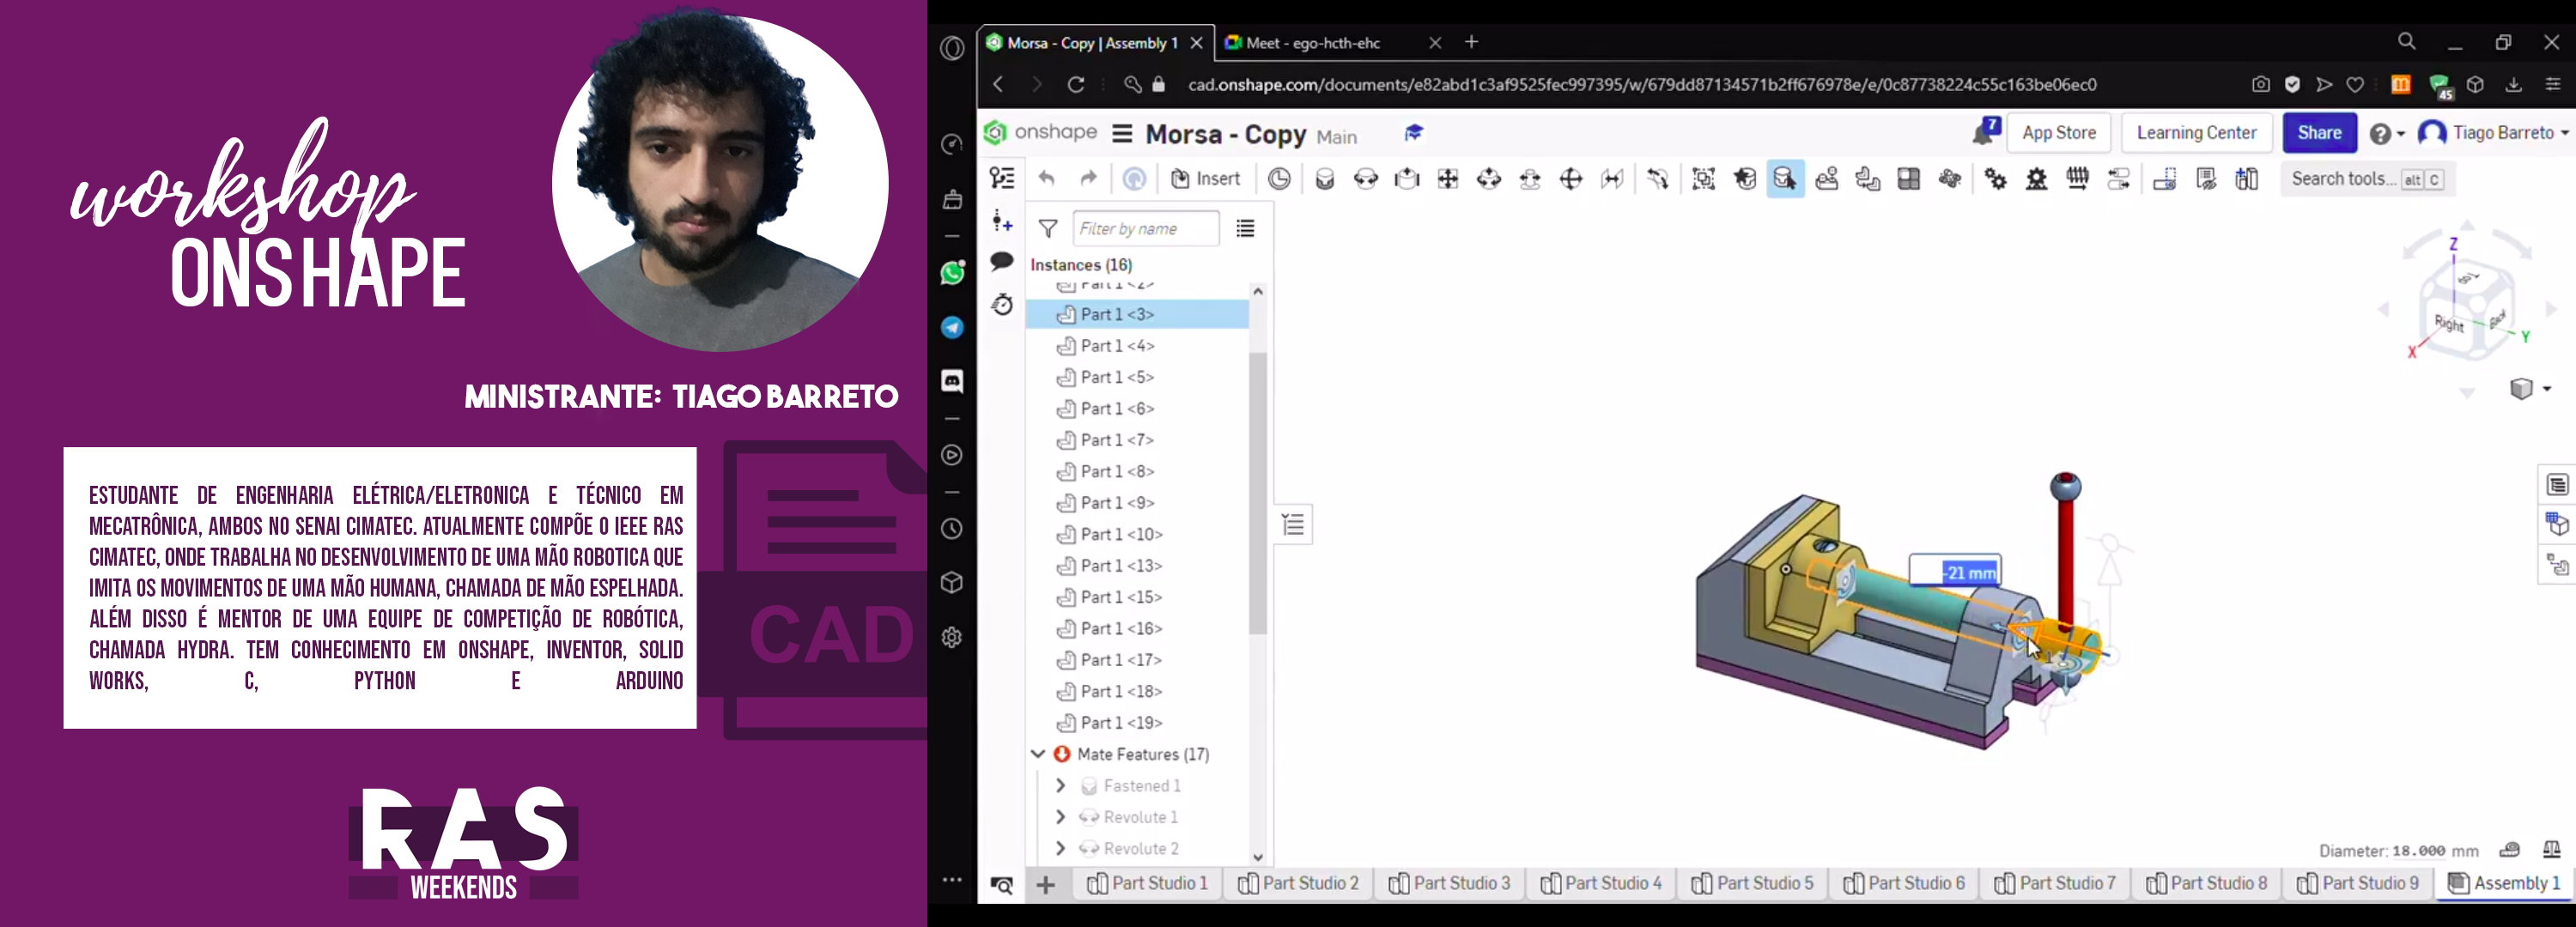 workshop
ONSHAPE
MINISTRANTE: TIAGO BARRETO
ESTUDANTE DE ENGENHARIA ELÉTRICA/ELETRONICA E TÉCNICO EM
MECATRÔNICA, AMBOS NO SENAI CIMATEC. ATUALMENTE COMPÕE O IEEE RAS
CIMATEC, ONDE TRABALHA NO DESENVOLVIMENTO DE UMA MÃO ROBOTICA QUE
IMITA OS MOVIMENTOS DE UMA MÃO HUMANA, CHAMADA DE MÃO ESPELHADA.
ALÉM DISSO É MENTOR DE UMA EQUIPE DE COMPETIÇÃO DE ROBÓTICA,
CHAMADA HYDRA. TEM CONHECIMENTO EM ONSHAPE, INVENTOR, SOLID
WORKS, C, PYTHON E ARDUINO
CAD
RAS
WEEKENDS
Morsa - Copy | Assembly 1
Meet - ego-hcth-ehc
cad.onshape.com/documents/e82abd1c3af9525fec997395/w/679dd87134571b2ff676978e/e/0c87738224c55c163be06ec0
45
onshape Morsa - Copy Main
7
App Store
Learning Center
Share
Tiago Barreto
Insert
Search tools... alt C
Filter by name
Instances (16)
Part 1 <2>
Part 1 <3>
Part 1 <4>
Part 1 <5>
Part 1 <6>
Part 1 <7>
Part 1 <8>
Part 1 <9>
Part 1 <10>
Part 1 <13>
Part 1 <15>
Part 1 <16>
Part 1 <17>
Part 1 <18>
Part 1 <19>
Mate Features (17)
Fastened 1
Revolute 1
Revolute 2
Z
Top
Right
Back
X
Y
-21 mm
Diameter: 18.000 mm
Part Studio 1
Part Studio 2
Part Studio 3
Part Studio 4
Part Studio 5
Part Studio 6
Part Studio 7
Part Studio 8
Part Studio 9
Assembly 1